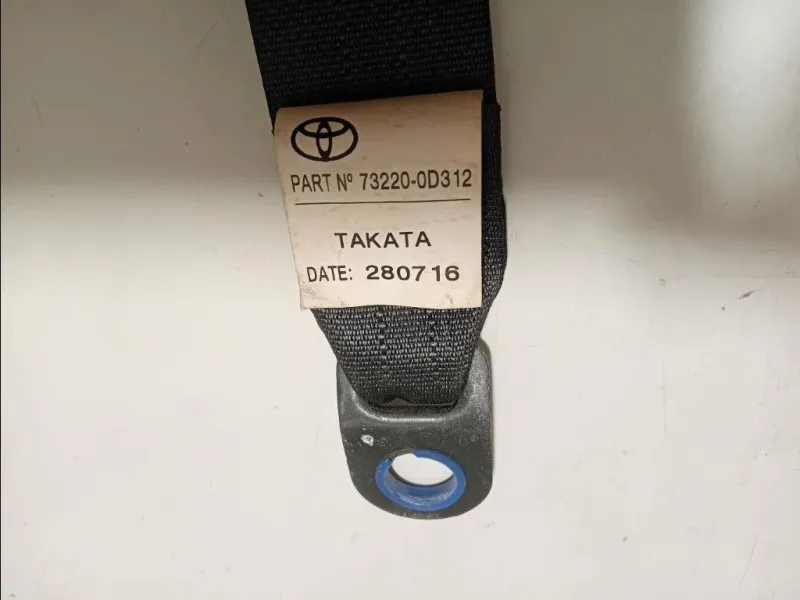 PART Nº 73220-0D312
TAKATA
DATE: 280716